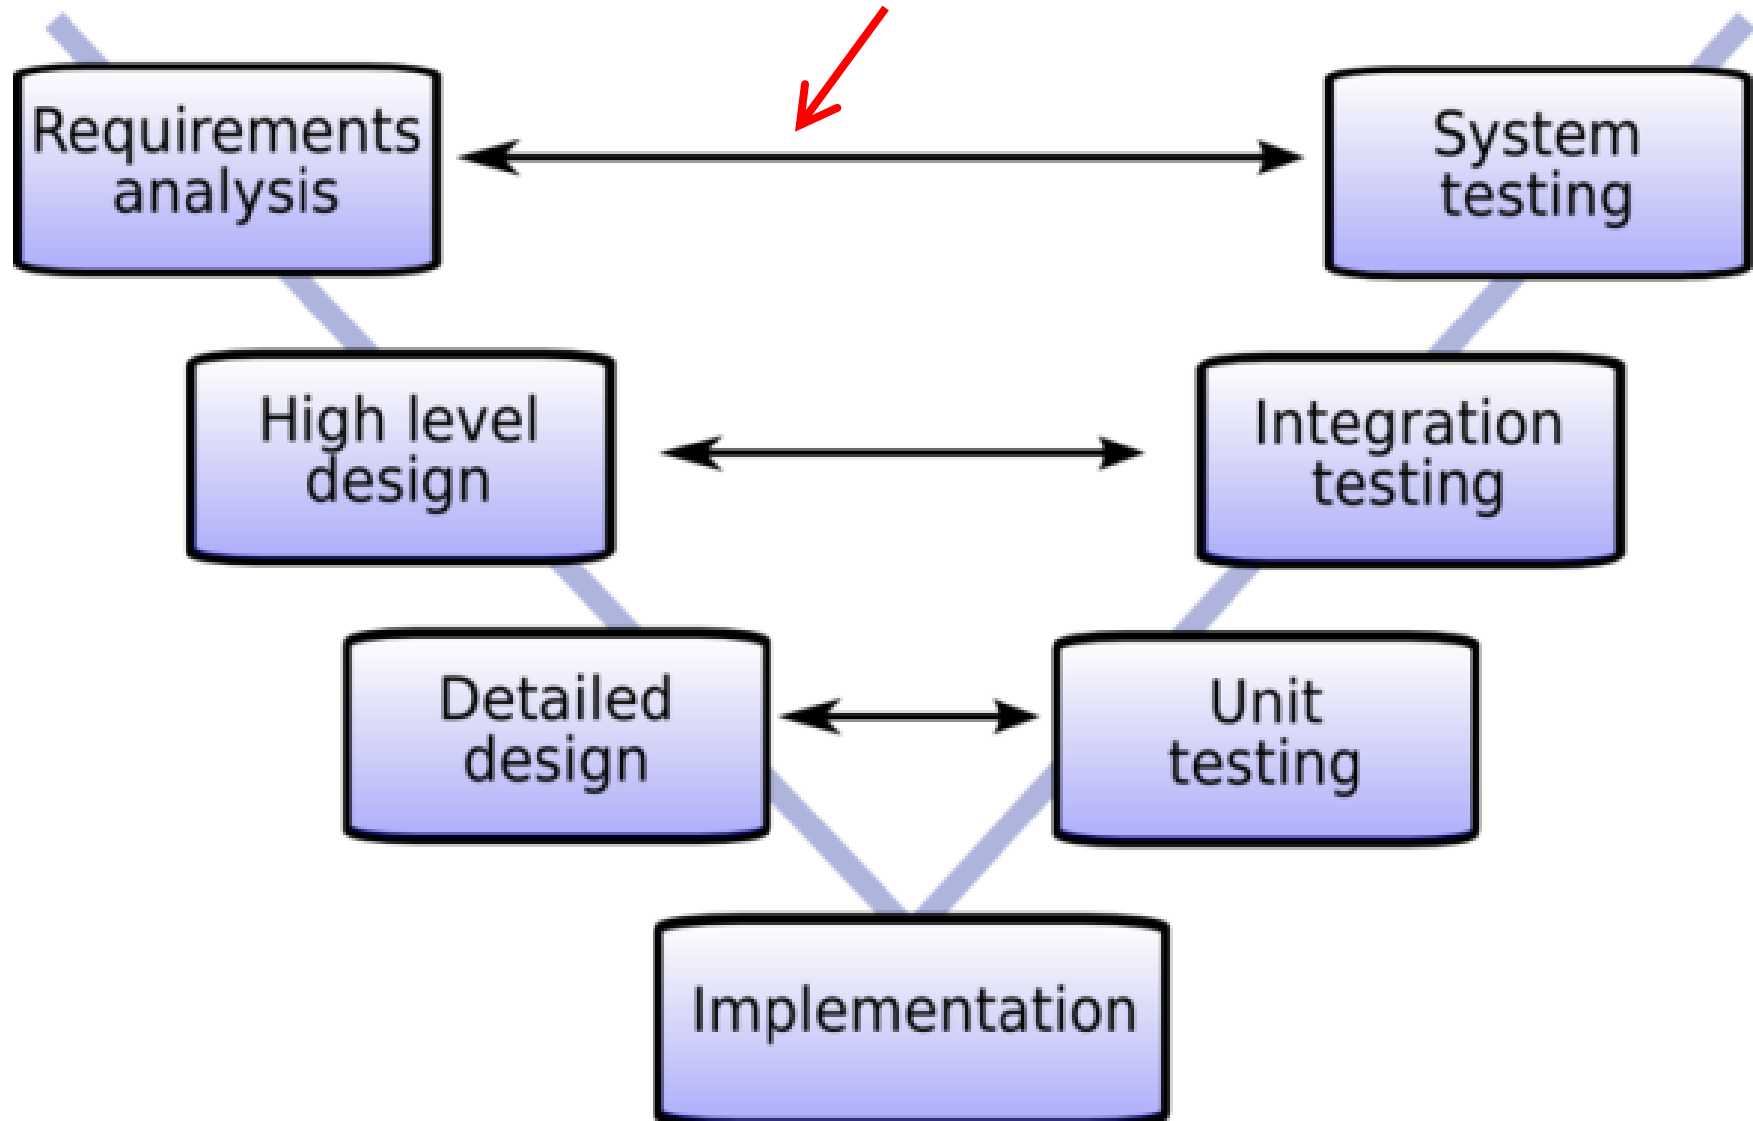 Requirements
analysis
System
testing
High level
design
Integration
testing
Detailed
design
Unit
testing
Implementation